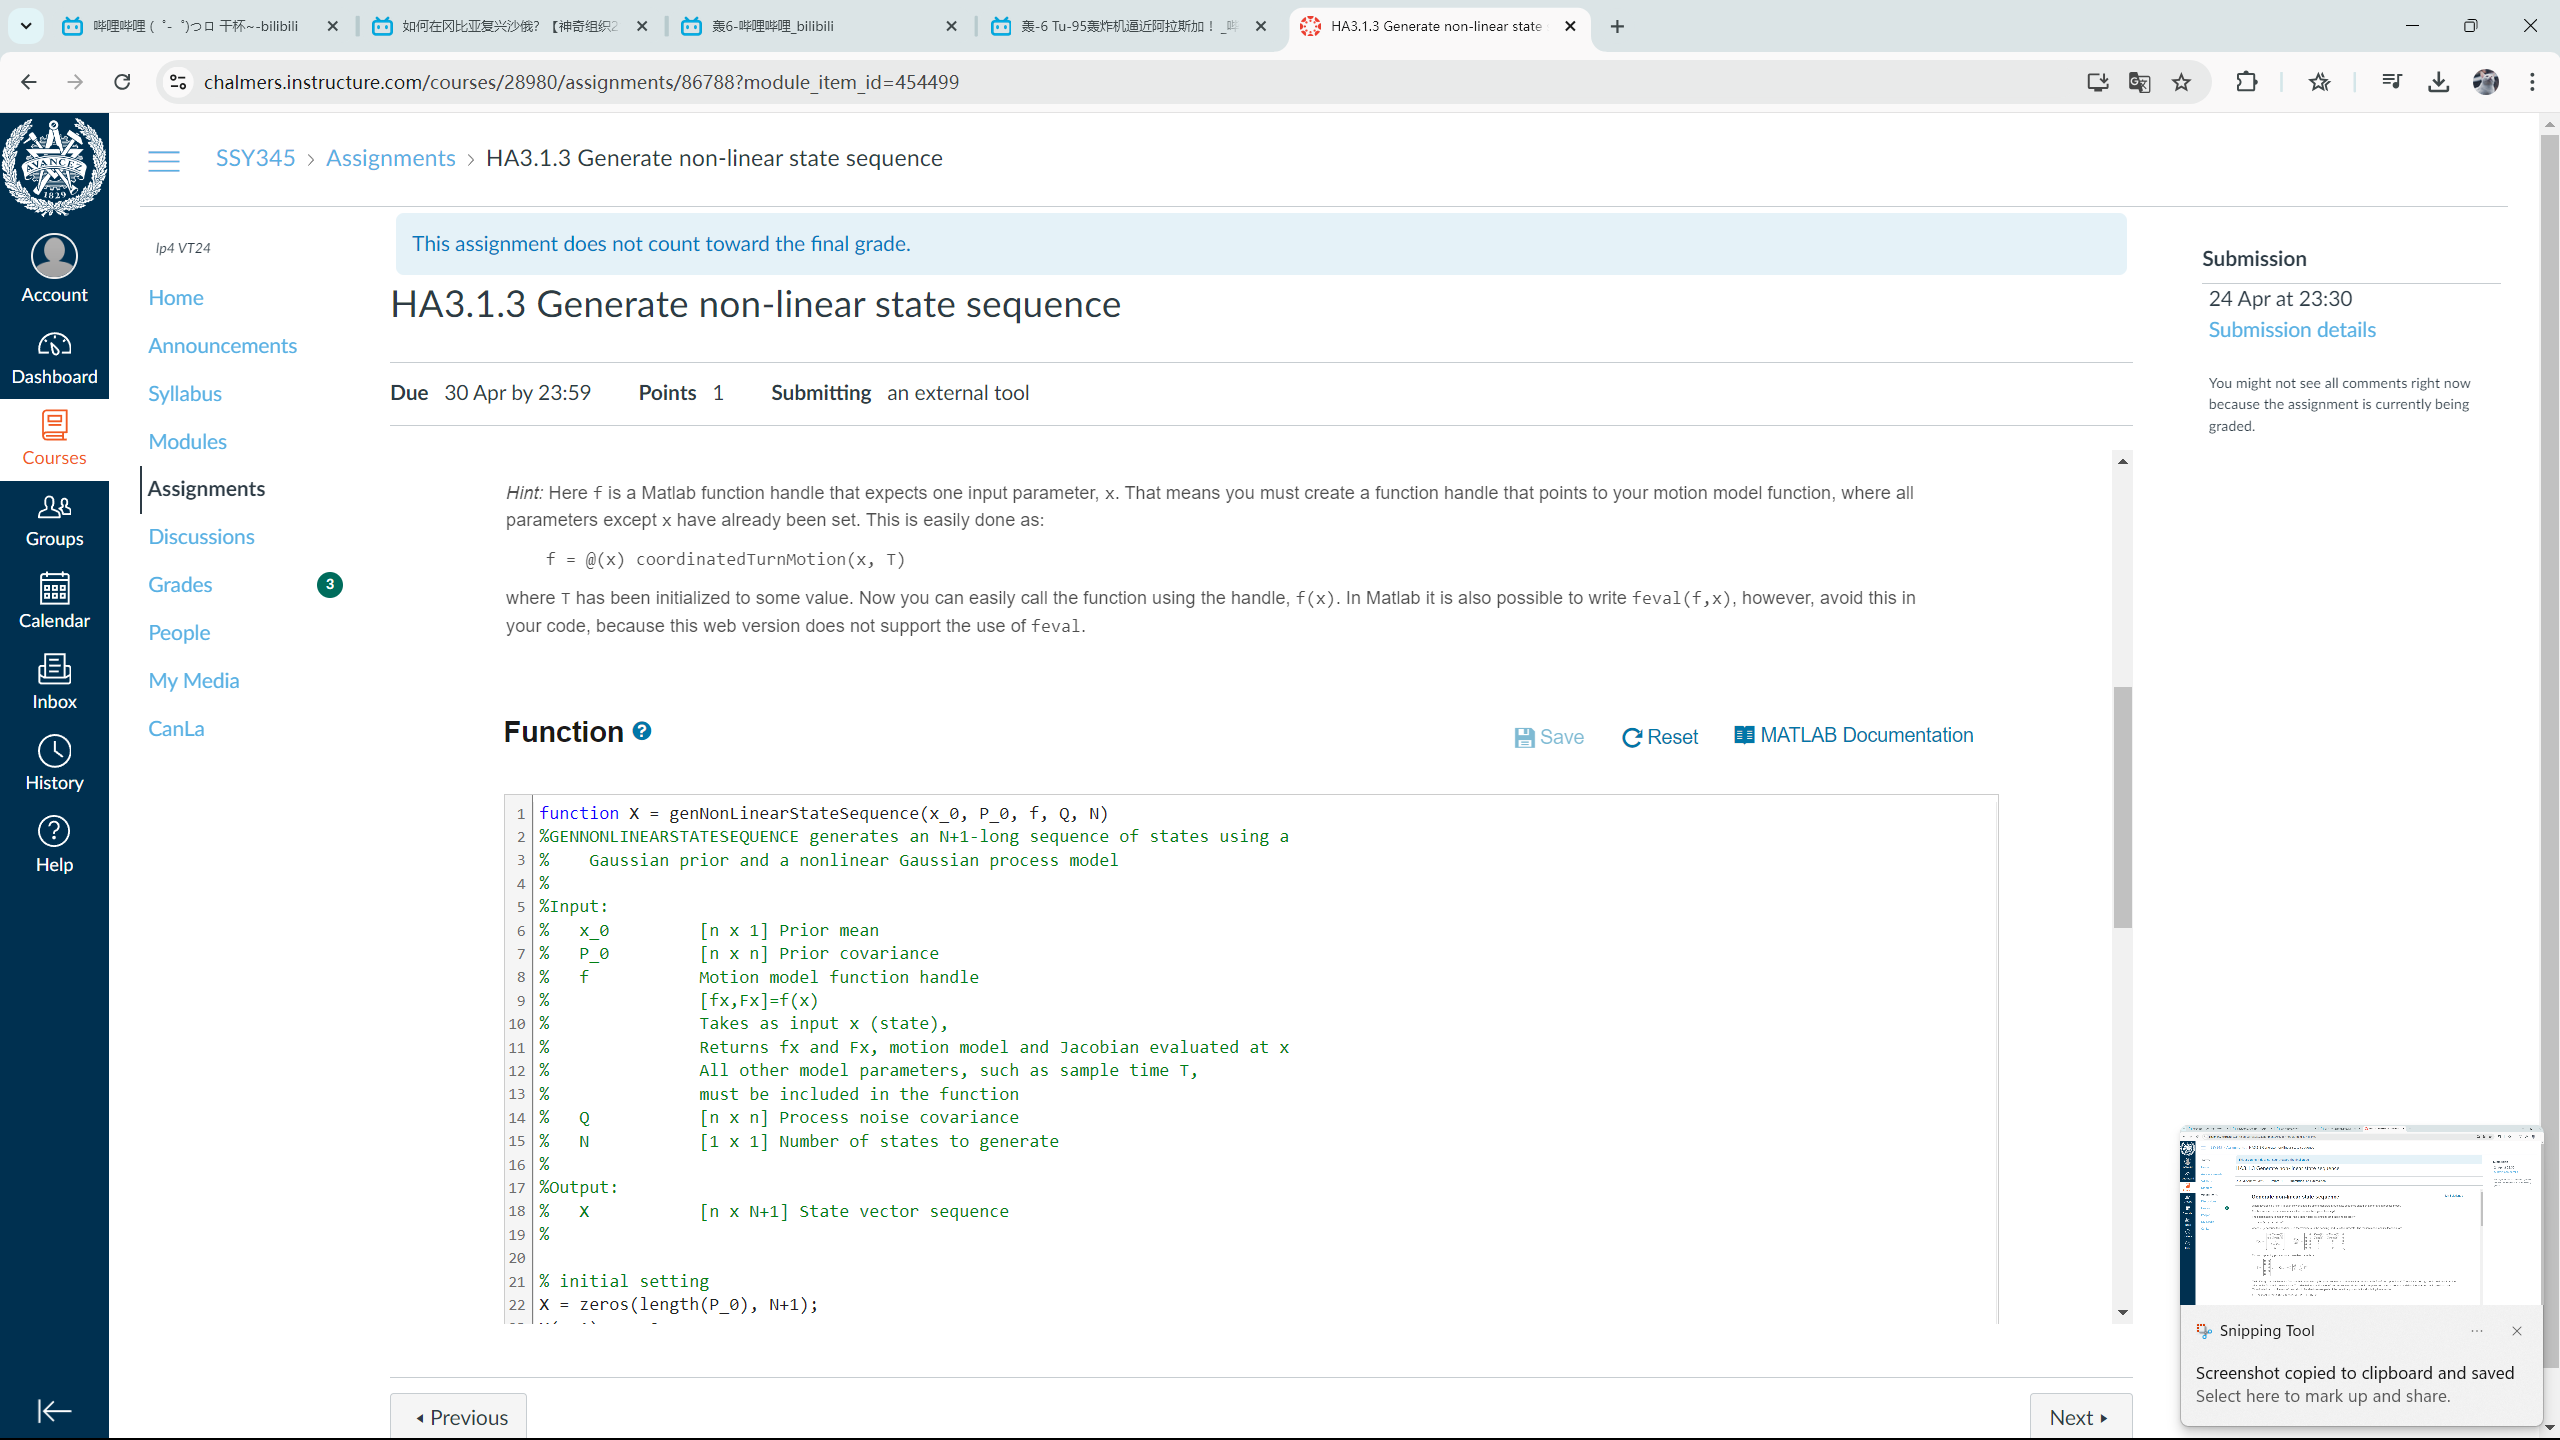 哔哩哔哩 ( ゜- ゜)つロ 干杯~-bilibili
如何在冈比亚复兴沙俄？【神奇组织2
轰6-哔哩哔哩_bilibili
轰-6 Tu-95轰炸机逼近阿拉斯加！_哔
HA3.1.3 Generate non-linear state
chalmers.instructure.com/courses/28980/assignments/86788?module_item_id=454499
AVANCEZ
1829
SSY345 › Assignments › HA3.1.3 Generate non-linear state sequence
Account
Dashboard
Courses
Groups
Calendar
Inbox
History
Help
lp4 VT24
Home
Announcements
Syllabus
Modules
Assignments
Discussions
Grades 3
People
My Media
CanLa
This assignment does not count toward the final grade.
HA3.1.3 Generate non-linear state sequence
Due 30 Apr by 23:59 Points 1 Submitting an external tool
Hint: Here f is a Matlab function handle that expects one input parameter, x. That means you must create a function handle that points to your motion model function, where all
parameters except x have already been set. This is easily done as:
f = @(x) coordinatedTurnMotion(x, T)
where T has been initialized to some value. Now you can easily call the function using the handle, f(x). In Matlab it is also possible to write feval(f,x), however, avoid this in
your code, because this web version does not support the use of feval.
Function
Save Reset MATLAB Documentation
1 function X = genNonLinearStateSequence(x_0, P_0, f, Q, N)
2 %GENNONLINEARSTATESEQUENCE generates an N+1-long sequence of states using a
3 %    Gaussian prior and a nonlinear Gaussian process model
4 %
5 %Input:
6 %   x_0         [n x 1] Prior mean
7 %   P_0         [n x n] Prior covariance
8 %   f           Motion model function handle
9 %               [fx,Fx]=f(x)
10 %               Takes as input x (state),
11 %               Returns fx and Fx, motion model and Jacobian evaluated at x
12 %               All other model parameters, such as sample time T,
13 %               must be included in the function
14 %   Q           [n x n] Process noise covariance
15 %   N           [1 x 1] Number of states to generate
16 %
17 %Output:
18 %   X           [n x N+1] State vector sequence
19 %
20
21 % initial setting
22 X = zeros(length(P_0), N+1);
Previous
Next
Submission
24 Apr at 23:30
Submission details
You might not see all comments right now
because the assignment is currently being
graded.
Snipping Tool
Screenshot copied to clipboard and saved
Select here to mark up and share.